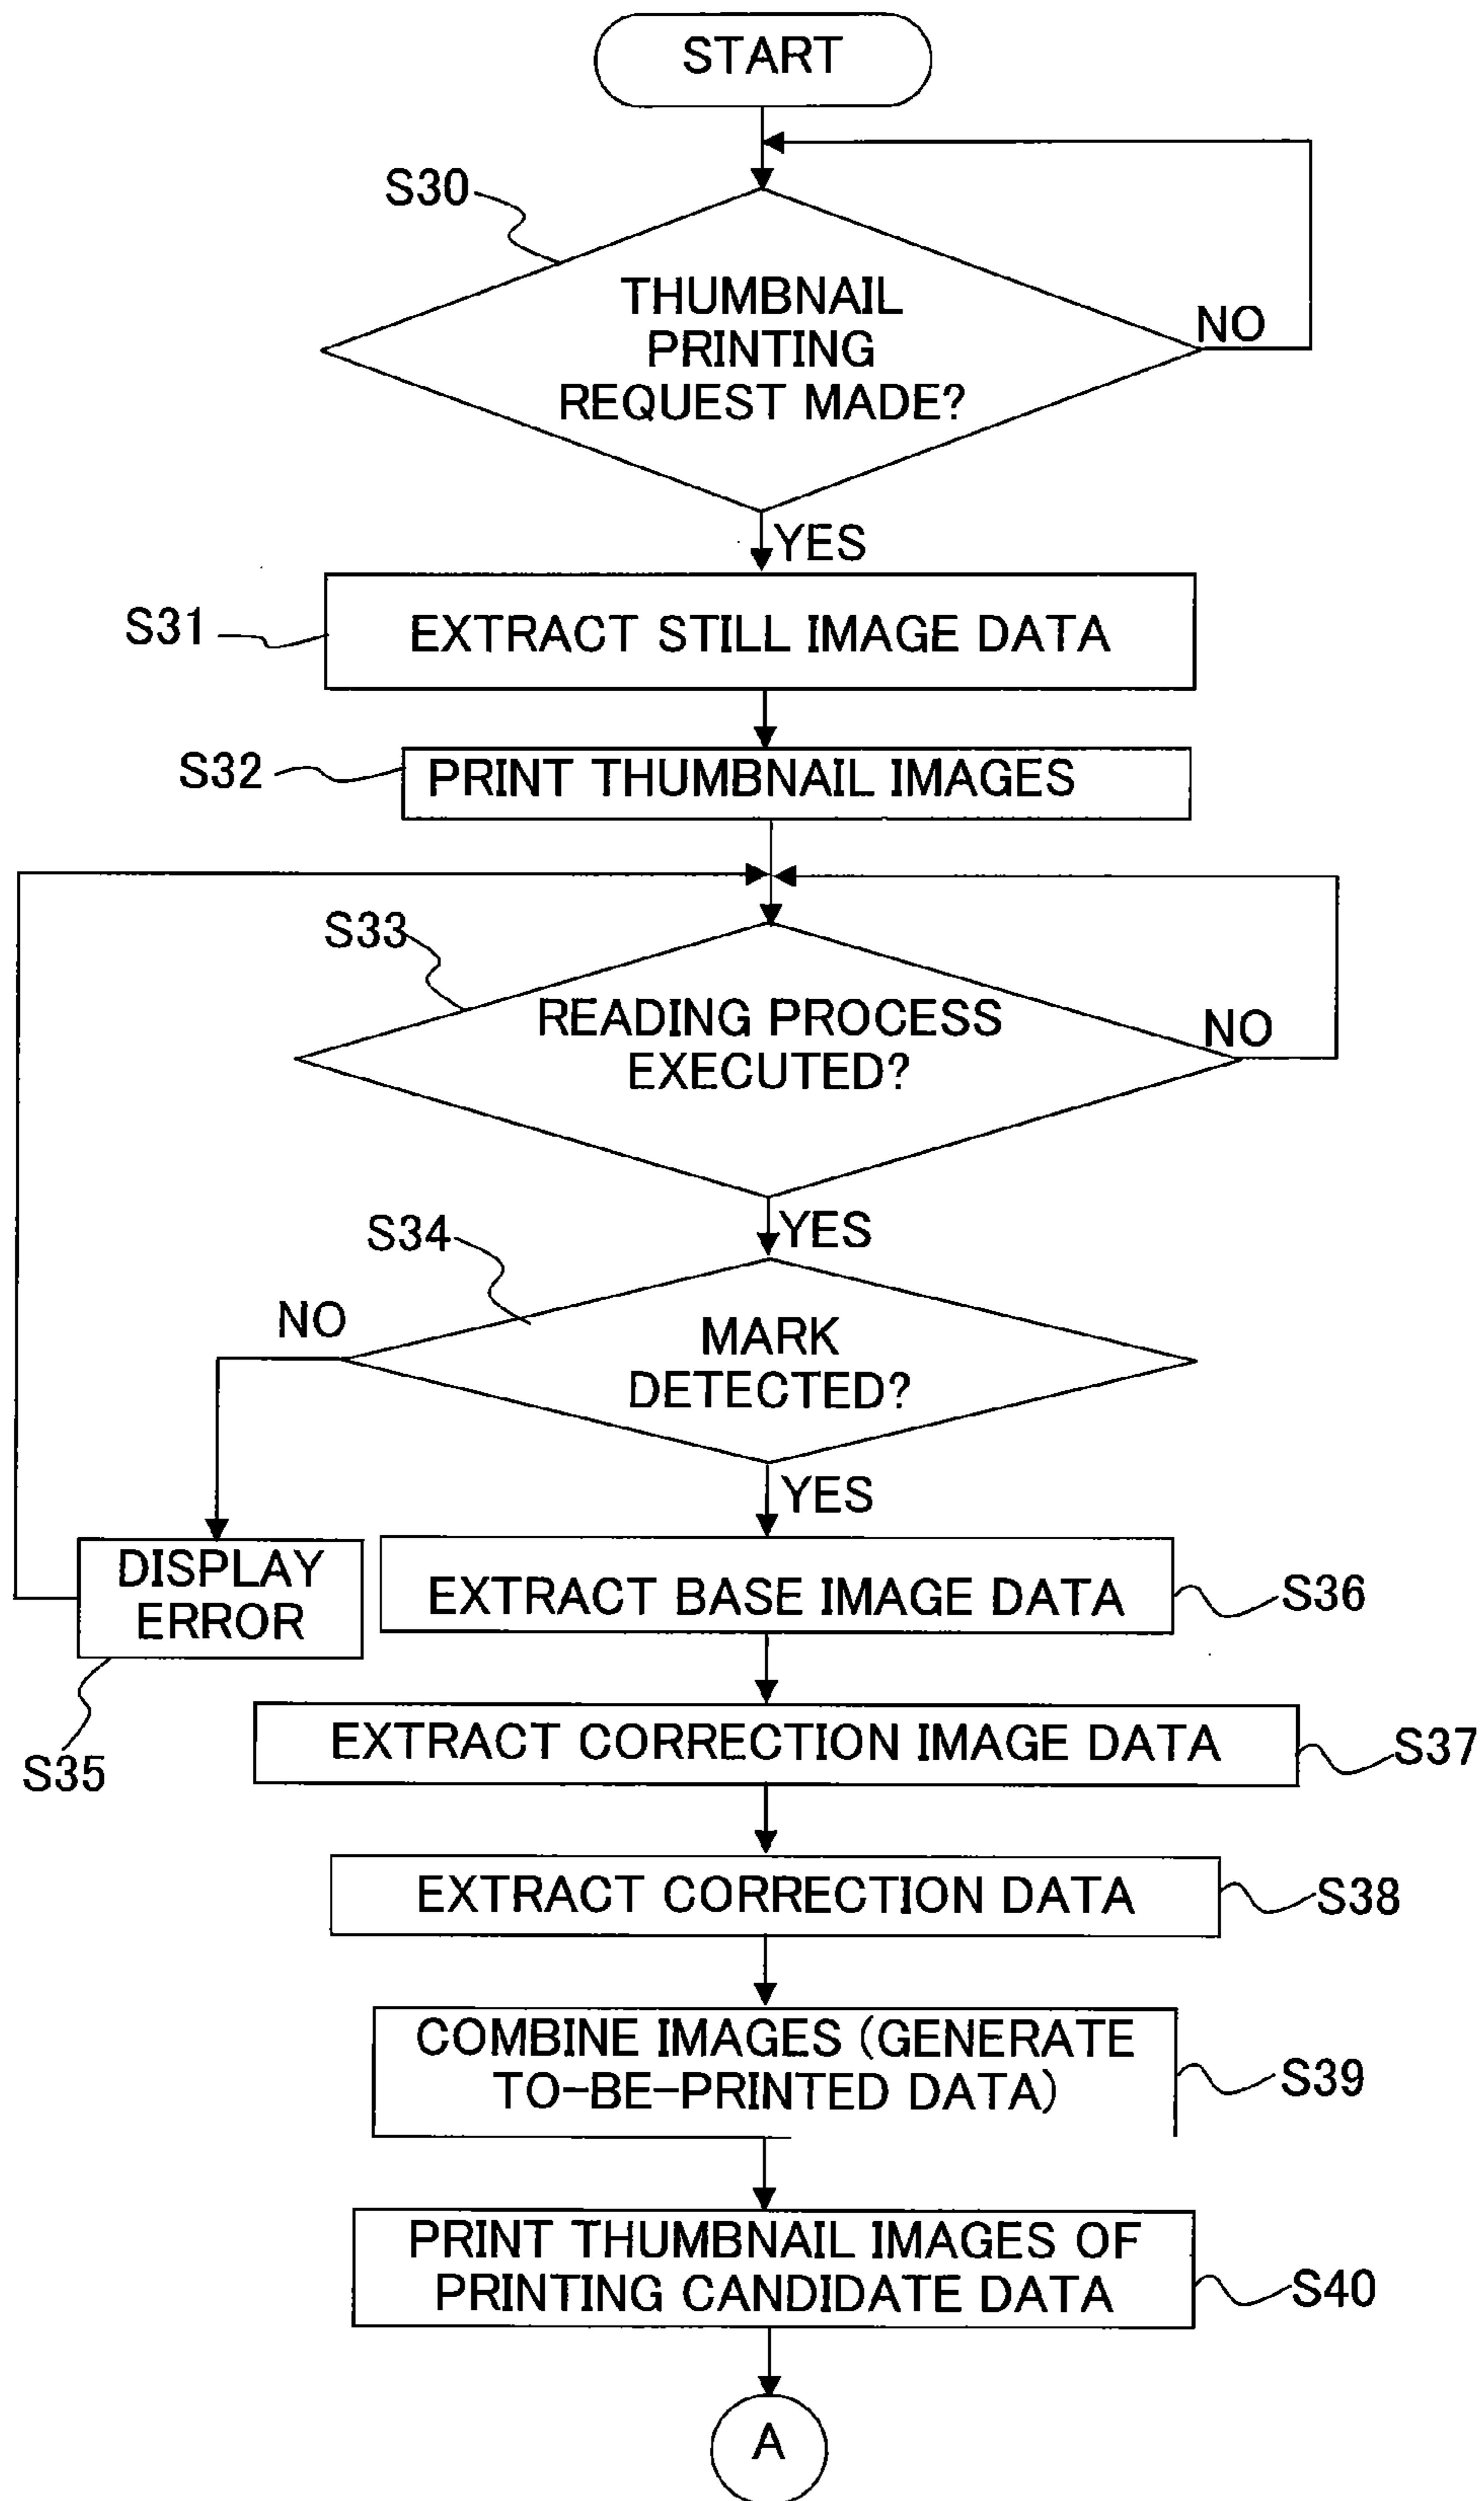 START
S30
THUMBNAIL
PRINTING
REQUEST MADE?
NO
YES
S31
EXTRACT STILL IMAGE DATA
S32
PRINT THUMBNAIL IMAGES
S33
READING PROCESS
EXECUTED?
NO
YES
S34
NO
MARK
DETECTED?
YES
DISPLAY
ERROR
S35
EXTRACT BASE IMAGE DATA
S36
EXTRACT CORRECTION IMAGE DATA
S37
EXTRACT CORRECTION DATA
S38
COMBINE IMAGES (GENERATE
TO-BE-PRINTED DATA)
S39
PRINT THUMBNAIL IMAGES OF
PRINTING CANDIDATE DATA
S40
A